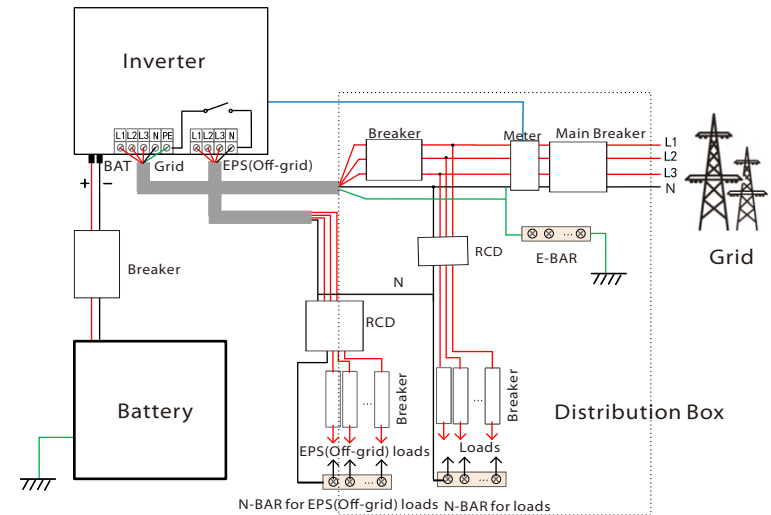 Inverter
L1 L2 L3 N PE
L1 L2 L3 N
BAT
Grid
EPS(Off-grid)
+
−
Breaker
Meter
Main Breaker
L1
L2
L3
N
Grid
E-BAR
RCD
Breaker
N
RCD
Battery
...
Breaker
...
Breaker
Distribution Box
EPS(Off-grid) loads
Loads
...
...
...
N-BAR for EPS(Off-grid) loads
N-BAR for loads